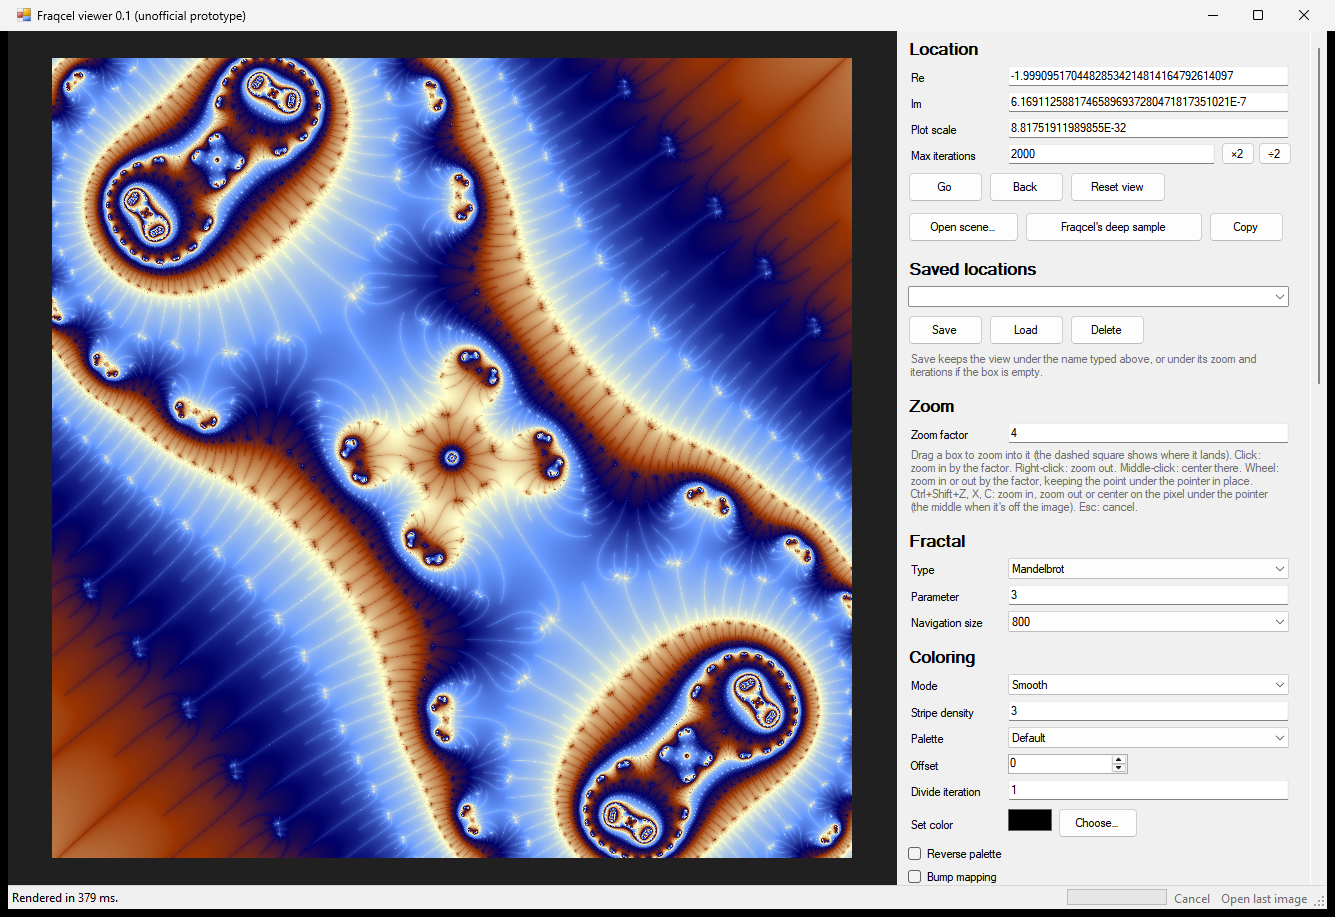 Fraqcel viewer 0.1 (unofficial prototype)
Location
Re -1.9990951704482853421481416479261409​7
Im 6.16911258817465896937280471817351021E-7
Plot scale 8.81751911989855E-32
Max iterations 2000 ×2 ÷2
Go Back Reset view
Open scene... Fraqcel's deep sample Copy
Saved locations
Save Load Delete
Save keeps the view under the name typed above, or under its zoom and
iterations if the box is empty.
Zoom
Zoom factor 4
Drag a box to zoom into it (the dashed square shows where it lands). Click:
zoom in by the factor. Right-click: zoom out. Middle-click: center there. Wheel:
zoom in or out by the factor, keeping the point under the pointer in place.
Ctrl+Shift+Z, X, C: zoom in, zoom out or center on the pixel under the pointer
(the middle when it's off the image). Esc: cancel.
Fractal
Type Mandelbrot
Parameter 3
Navigation size 800
Coloring
Mode Smooth
Stripe density 3
Palette Default
Offset 0
Divide iteration 1
Set color Choose...
Reverse palette
Bump mapping
Rendered in 379 ms. Cancel Open last image